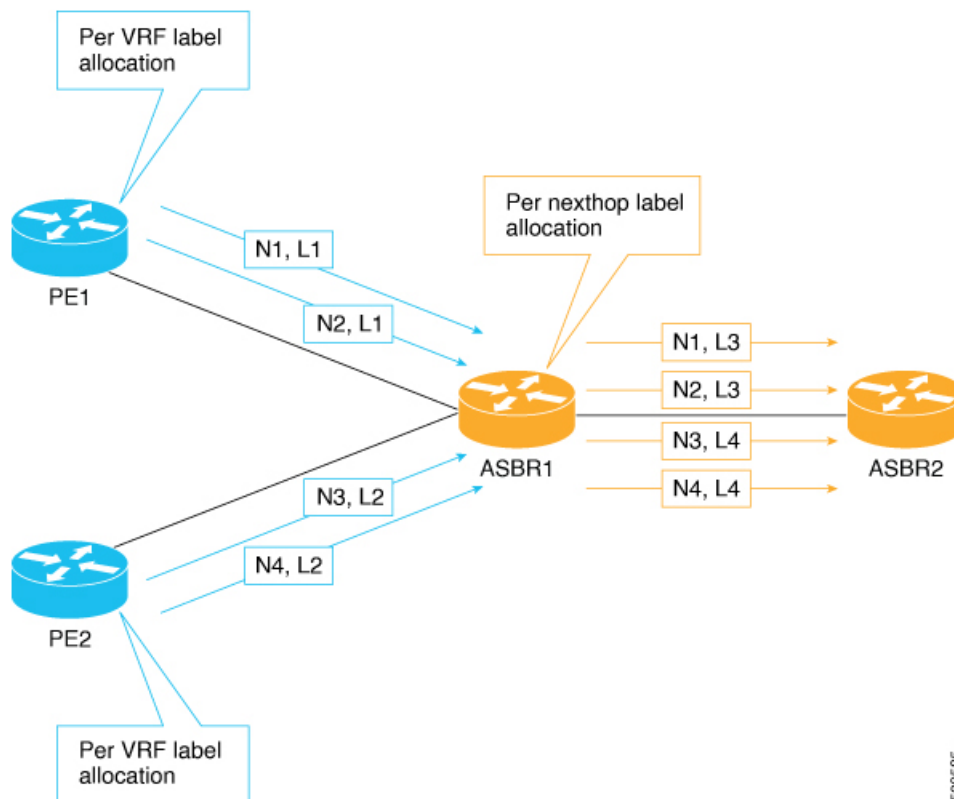 Per VRF label
allocation
PE1
N1, L1
N2, L1
Per nexthop label
allocation
N1, L3
N2, L3
N3, L4
N4, L4
ASBR1
ASBR2
N3, L2
N4, L2
PE2
Per VRF label
allocation